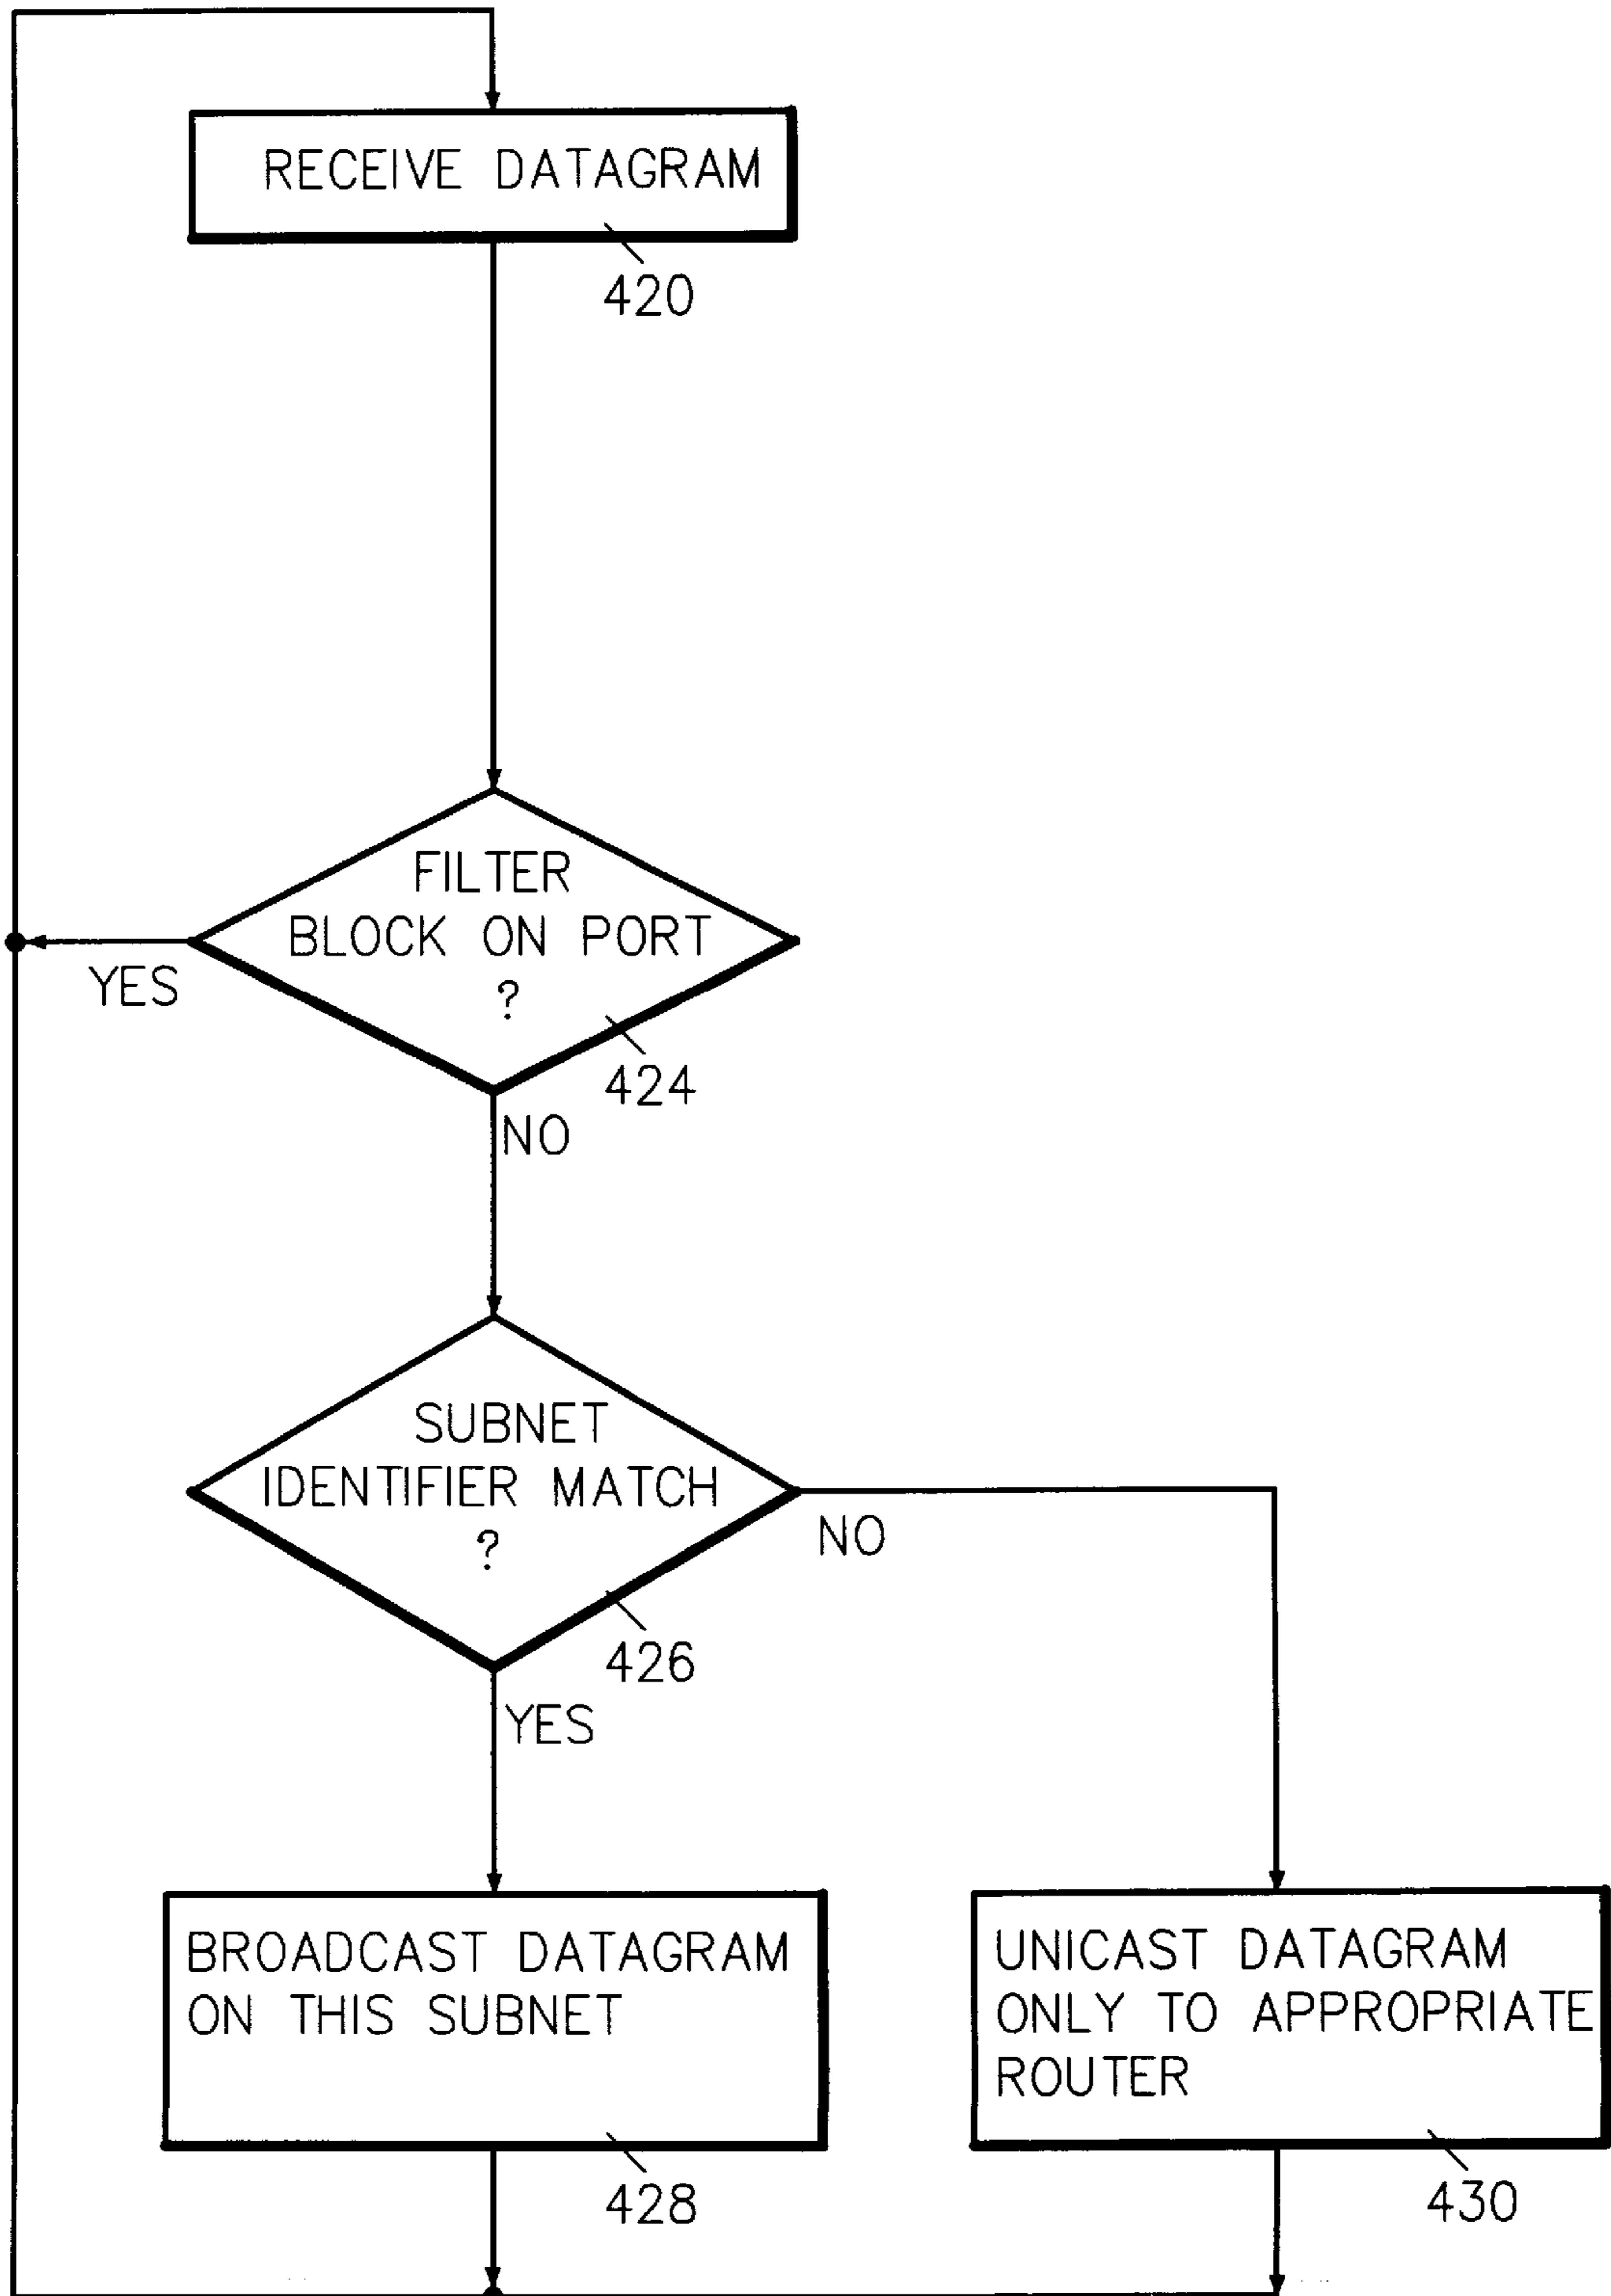 RECEIVE DATAGRAM
420
FILTER
BLOCK ON PORT
?
YES
424
NO
SUBNET
IDENTIFIER MATCH
?
NO
426
YES
BROADCAST DATAGRAM
ON THIS SUBNET
428
UNICAST DATAGRAM
ONLY TO APPROPRIATE
ROUTER
430